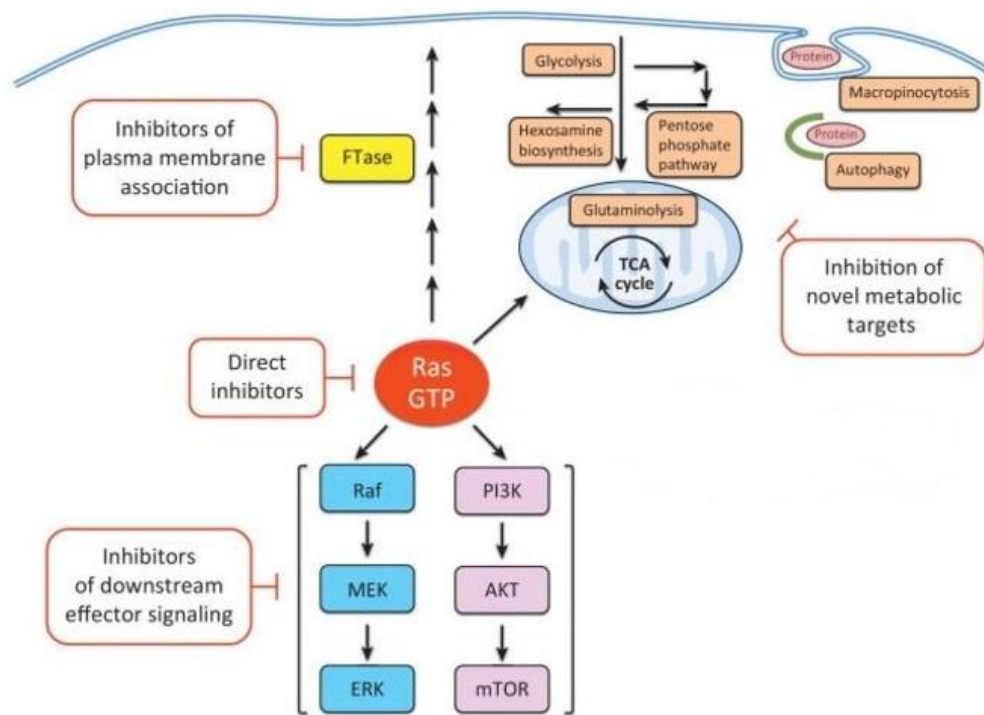 Glycolysis
Protein
Macropinocytosis
Inhibitors of
plasma membrane
association
FTase
Hexosamine
biosynthesis
Pentose
phosphate
pathway
Protein
Autophagy
Glutaminolysis
TCA
cycle
Inhibition of
novel metabolic
targets
Direct
inhibitors
Ras
GTP
Raf
PI3K
Inhibitors
of downstream
effector signaling
MEK
AKT
ERK
mTOR